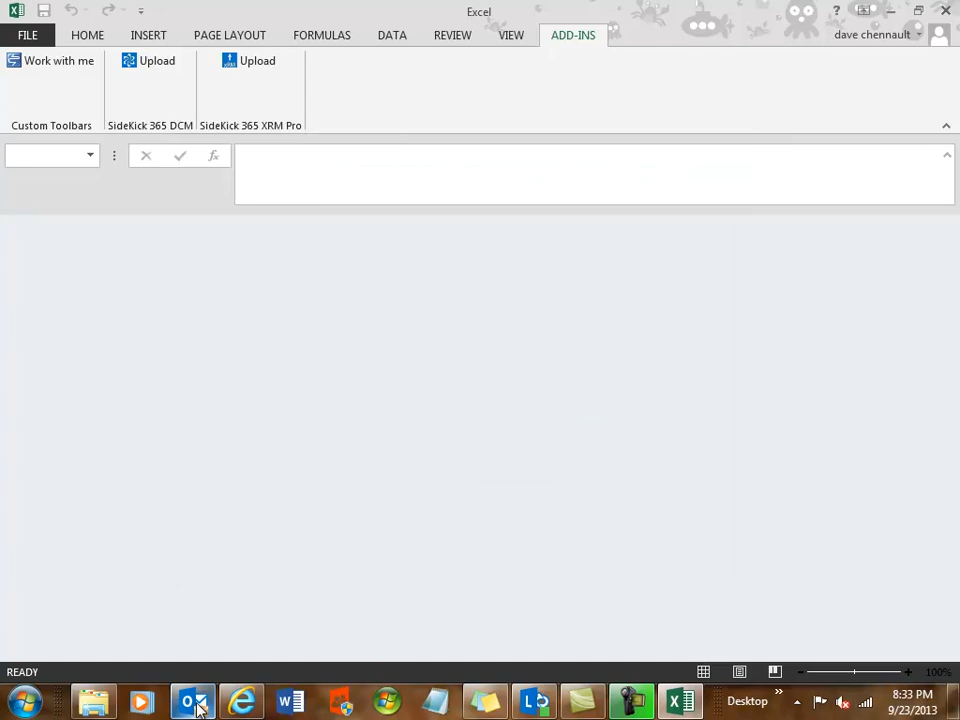 Excel
?
FILE HOME INSERT PAGE LAYOUT FORMULAS DATA REVIEW VIEW ADD-INS dave chennault
Work with me Upload Upload
Custom Toolbars SideKick 365 DCM SideKick 365 XRM Pro
fx
READY 100%
Desktop 8:33 PM
9/23/2013